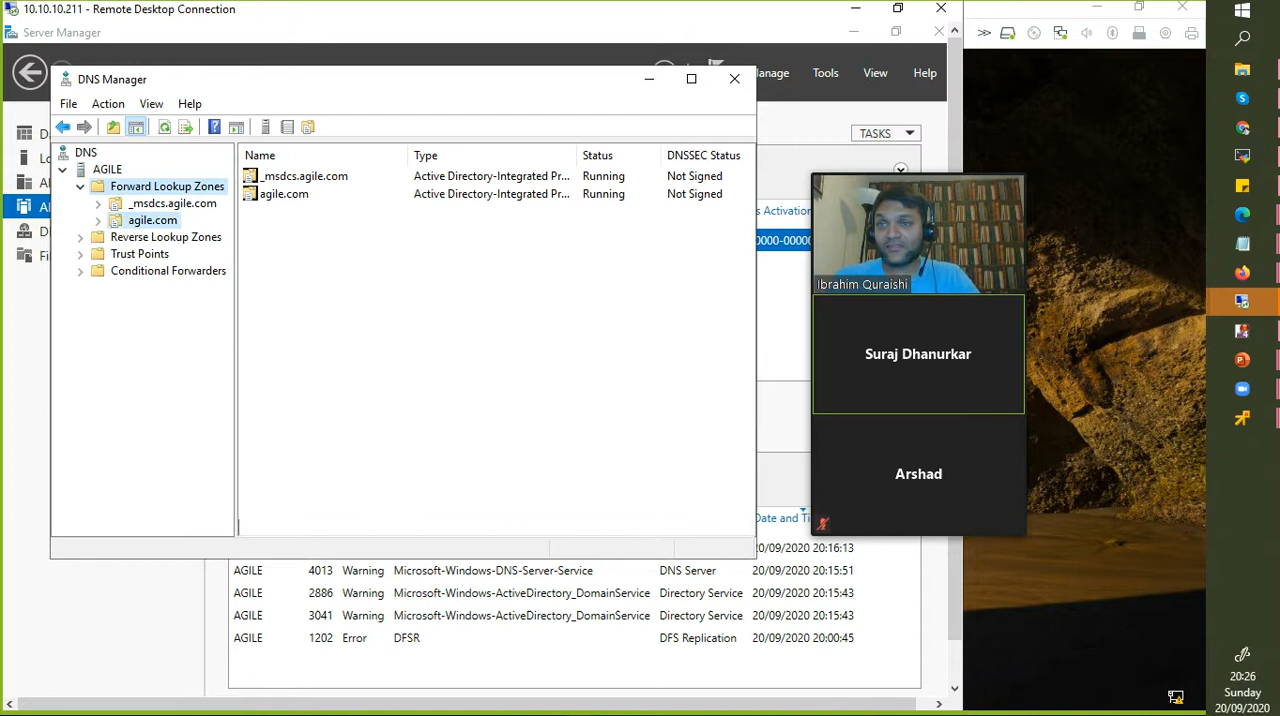 10.10.10.211 - Remote Desktop Connection
Server Manager
DNS Manager
Manage Tools View Help
File Action View Help
TASKS
DNS
AGILE
Forward Lookup Zones
_msdcs.agile.com
agile.com
Reverse Lookup Zones
Trust Points
Conditional Forwarders
Name Type Status DNSSEC Status
_msdcs.agile.com Active Directory-Integrated Pr... Running Not Signed
agile.com Active Directory-Integrated Pr... Running Not Signed
s Activation
0000-00000
Ibrahim Quraishi
Suraj Dhanurkar
Arshad
Date and Ti
20/09/2020 20:16:13
AGILE 4013 Warning Microsoft-Windows-DNS-Server-Service DNS Server 20/09/2020 20:15:51
AGILE 2886 Warning Microsoft-Windows-ActiveDirectory_DomainService Directory Service 20/09/2020 20:15:43
AGILE 3041 Warning Microsoft-Windows-ActiveDirectory_DomainService Directory Service 20/09/2020 20:15:43
AGILE 1202 Error DFSR DFS Replication 20/09/2020 20:00:45
20:26
Sunday
20/09/2020